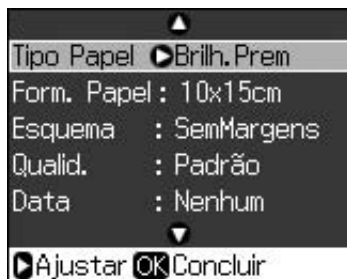 Tipo Papel Brilh.Prem
Form. Papel: 10x15cm
Esquema : SemMargens
Qualid. : Padrão
Data : Nenhum
Ajustar OK Concluir